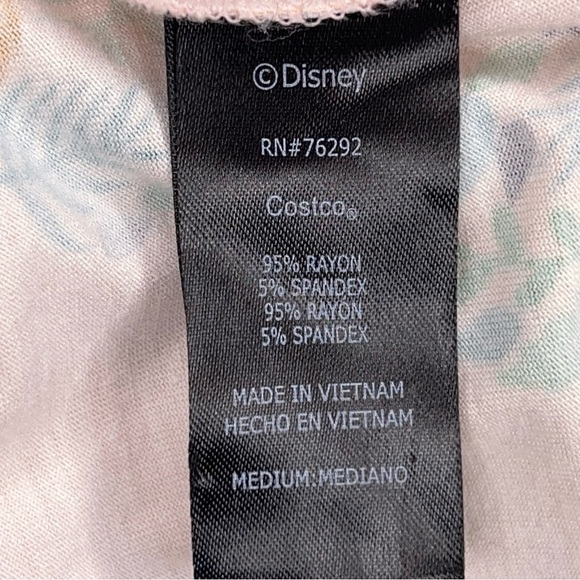 ©Disney
RN#76292
Costco®
95% RAYON
5% SPANDEX
95% RAYON
5% SPANDEX
MADE IN VIETNAM
HECHO EN VIETNAM
MEDIUM:MEDIANO